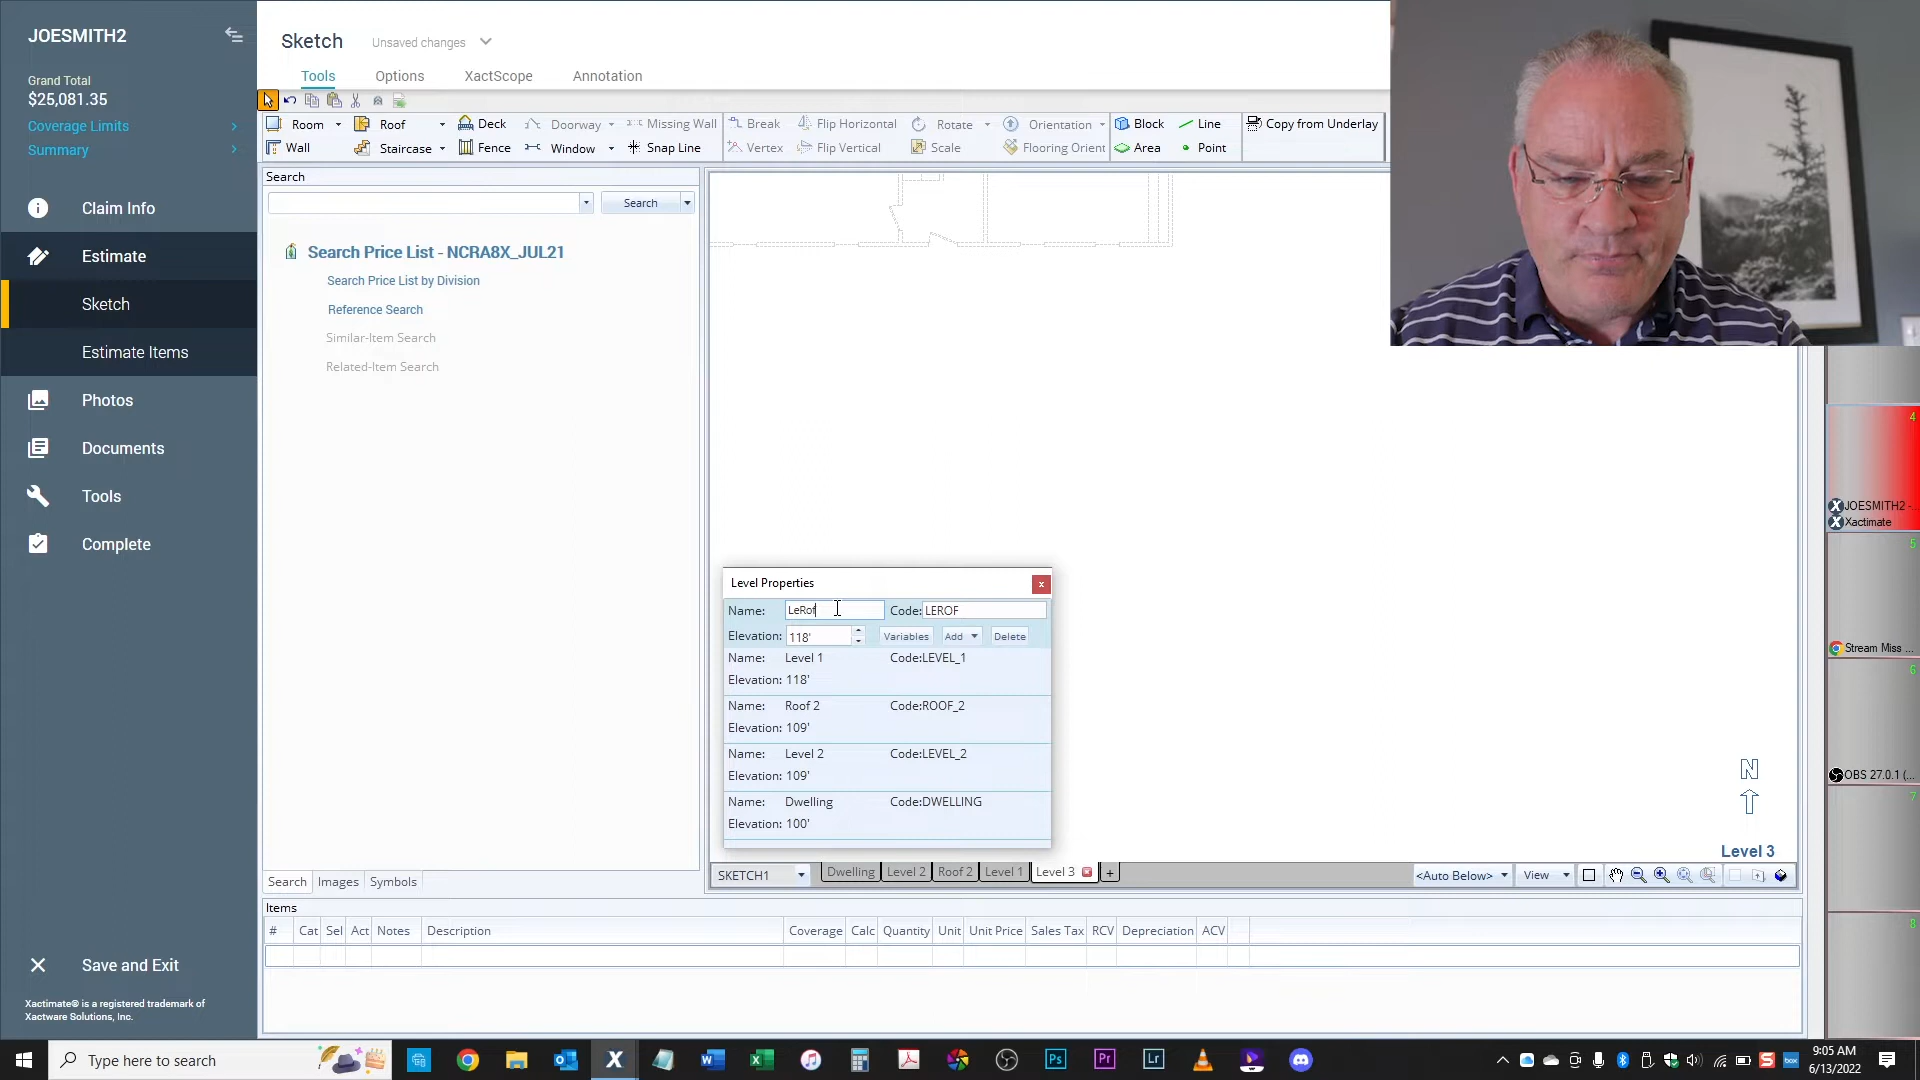 JOESMITH2
Grand Total
$25,081.35
Coverage Limits
Summary
Claim Info
Estimate
Sketch
Estimate Items
Photos
Documents
Tools
Complete
Save and Exit
Xactimate® is a registered trademark of
Xactware Solutions, Inc.
Sketch Unsaved changes
Tools Options XactScope Annotation
Room Roof Deck Doorway Missing Wall Break Flip Horizontal Rotate Orientation Block Line Copy from Underlay
Wall Staircase Fence Window Snap Line Vertex Flip Vertical Scale Flooring Orient Area Point
Search
Search
Search Price List - NCRA8X_JUL21
Search Price List by Division
Reference Search
Similar-Item Search
Related-Item Search
Level Properties x
Name: LeRof Code: LEROF
Elevation: 118' Variables Add Delete
Name: Level 1 Code:LEVEL_1
Elevation: 118'
Name: Roof 2 Code:ROOF_2
Elevation: 109'
Name: Level 2 Code:LEVEL_2
Elevation: 109'
Name: Dwelling Code:DWELLING
Elevation: 100'
N
Level 3
SKETCH1 Dwelling Level 2 Roof 2 Level 1 Level 3 + <Auto Below> View
Search Images Symbols
Items
# Cat Sel Act Notes Description Coverage Calc Quantity Unit Unit Price Sales Tax RCV Depreciation ACV
4
JOESMITH2 -...
Xactimate
5
Stream Miss ...
6
OBS 27.0.1 (...
7
8
Type here to search
9:05 AM
6/13/2022